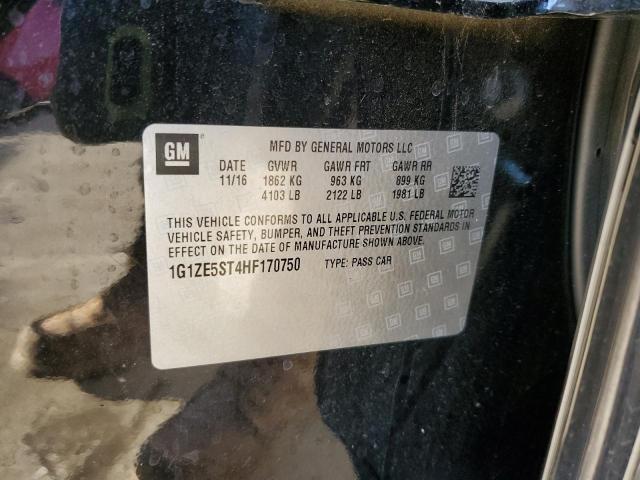 GM MFD BY GENERAL MOTORS LLC
DATE GVWR GAWR FRT GAWR RR
11/16 1862 KG 963 KG 899 KG
4103 LB 2122 LB 1981 LB
THIS VEHICLE CONFORMS TO ALL APPLICABLE U.S. FEDERAL MOTOR
VEHICLE SAFETY, BUMPER, AND THEFT PREVENTION STANDARDS IN
EFFECT ON THE DATE OF MANUFACTURE SHOWN ABOVE.
1G1ZE5ST4HF170750 TYPE: PASS CAR